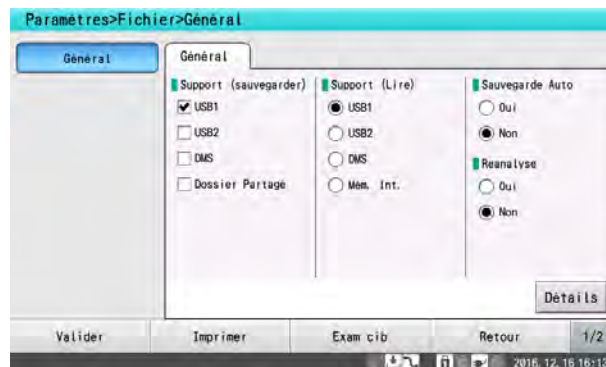 Paramètres>Fichier>Général
Général
Général
Support (sauvegarder)
USB1
USB2
DMS
Dossier Partage
Support (Lire)
USB1
USB2
DMS
Mém. Int.
Sauvegarde Auto
Oui
Non
Reanalyse
Oui
Non
Détails
Valider
Imprimer
Exam cib
Retour
1/2
2016.12.16 16:13